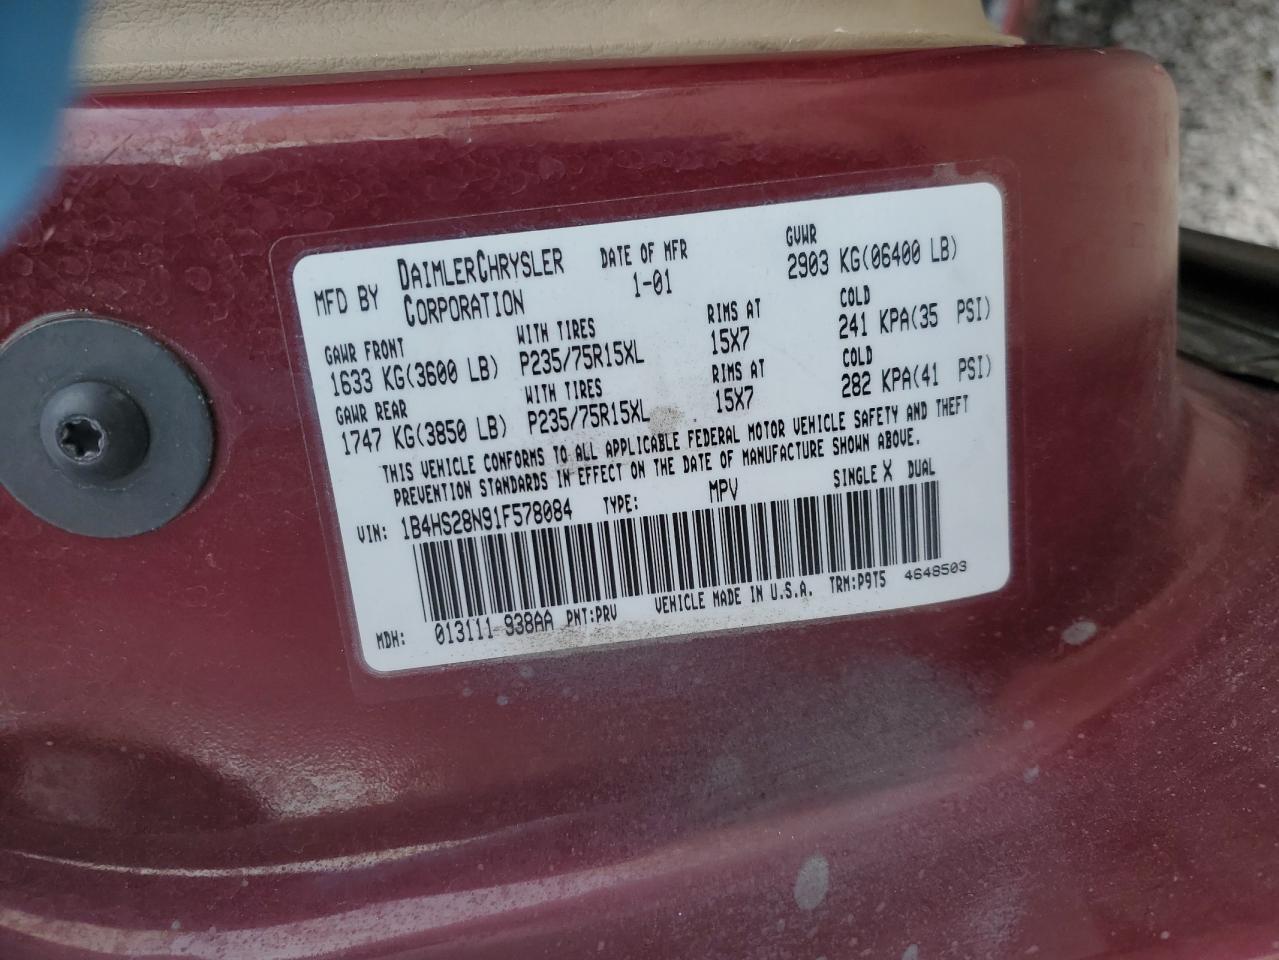 MFD BY DAIMLERCHRYSLER CORPORATION
DATE OF MFR
1-01
GVWR
2903 KG(06400 LB)
GAWR FRONT
1633 KG(3600 LB)
WITH TIRES
P235/75R15XL
RIMS AT
15X7
COLD
241 KPA(35 PSI)
GAWR REAR
1747 KG(3850 LB)
WITH TIRES
P235/75R15XL
RIMS AT
15X7
COLD
282 KPA(41 PSI)
THIS VEHICLE CONFORMS TO ALL APPLICABLE FEDERAL MOTOR VEHICLE SAFETY AND THEFT
PREVENTION STANDARDS IN EFFECT ON THE DATE OF MANUFACTURE SHOWN ABOVE.
VIN: 1B4HS28N91F578084 TYPE: MPV SINGLE X DUAL
MDH: 013111 938AA PNT:PRV VEHICLE MADE IN U.S.A. TRM:P9T5 4648503